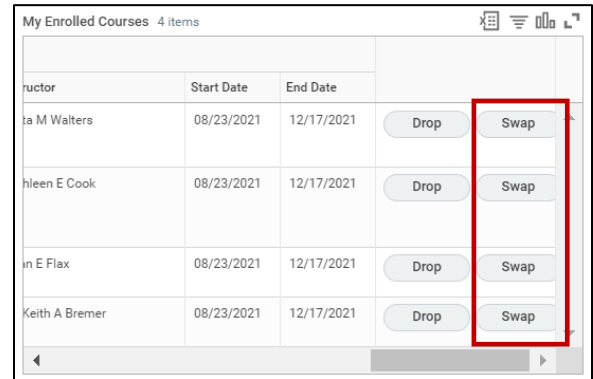 My Enrolled Courses 4 items
ructor Start Date End Date
ta M Walters 08/23/2021 12/17/2021 Drop Swap
hleen E Cook 08/23/2021 12/17/2021 Drop Swap
n E Flax 08/23/2021 12/17/2021 Drop Swap
Keith A Bremer 08/23/2021 12/17/2021 Drop Swap